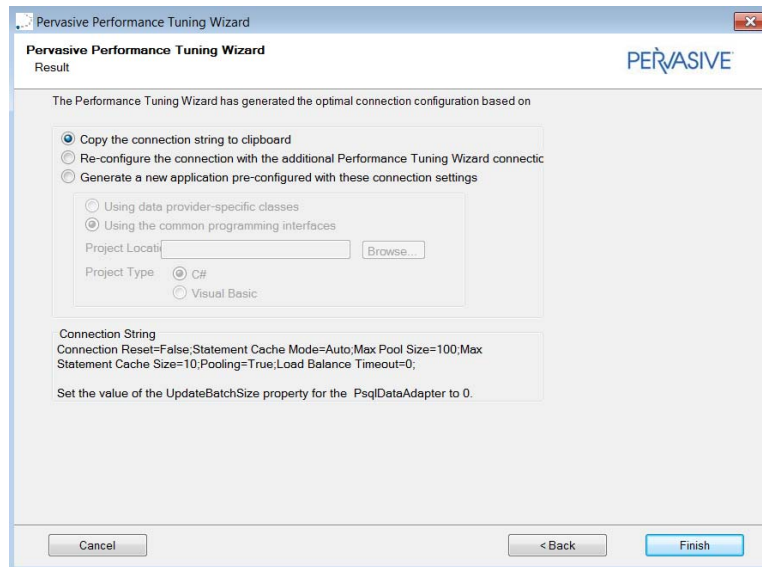 Pervasive Performance Tuning Wizard
Pervasive Performance Tuning Wizard
Result
PERVASIVE
The Performance Tuning Wizard has generated the optimal connection configuration based on
Copy the connection string to clipboard
Re-configure the connection with the additional Performance Tuning Wizard connectic
Generate a new application pre-configured with these connection settings
Using data provider-specific classes
Using the common programming interfaces
Project Locati
Browse...
Project Type
C#
Visual Basic
Connection String
Connection Reset=False;Statement Cache Mode=Auto;Max Pool Size=100;Max
Statement Cache Size=10;Pooling=True;Load Balance Timeout=0;
Set the value of the UpdateBatchSize property for the PsqlDataAdapter to 0.
Cancel
< Back
Finish